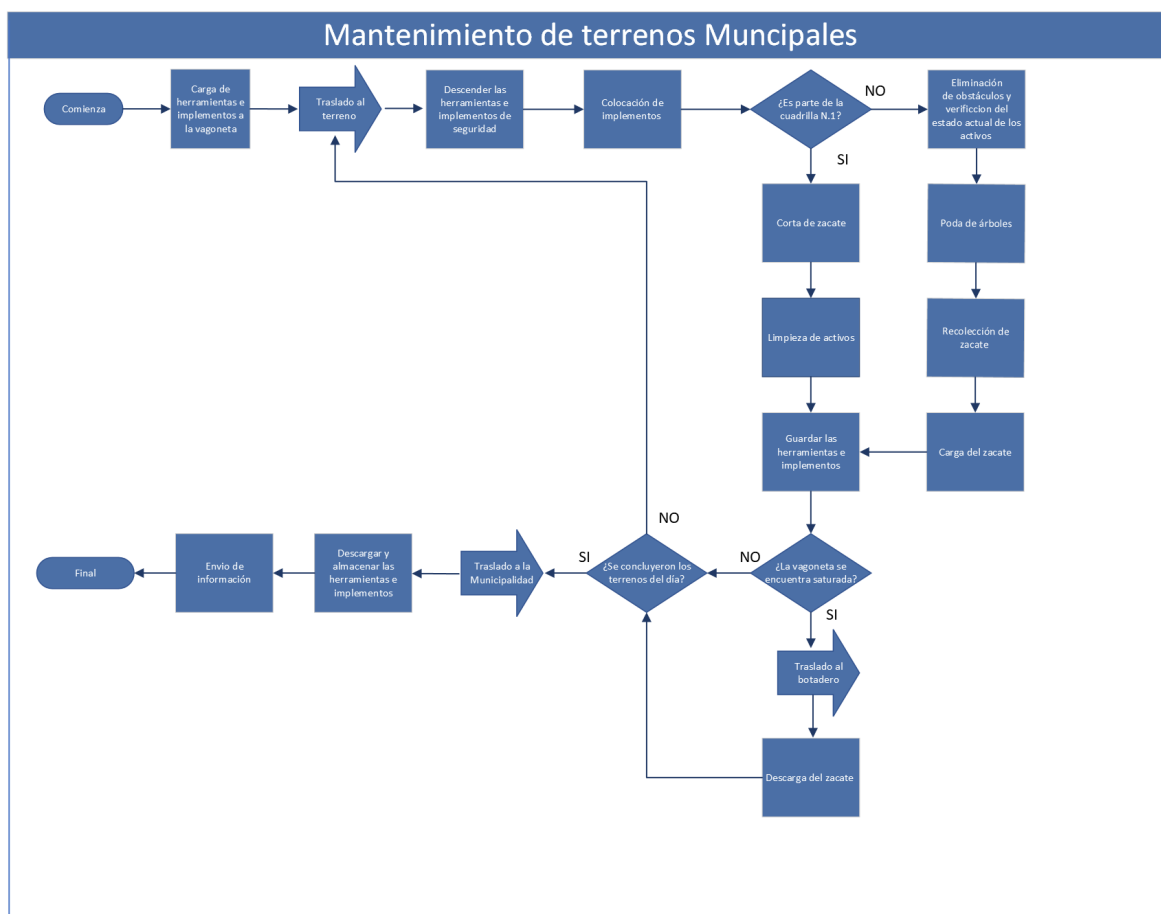 Mantenimiento de terrenos Muncipales
Comienza
Carga de
herramientas e
implementos a
la vagoneta
Traslado al
terreno
Descender las
herramientas e
implementos de
seguridad
Colocación de
implementos
¿Es parte de la
cuadrilla N.1?
NO
Eliminación
de obstáculos y
verificcion del
estado actual de los
activos
SI
Corta de zacate
Poda de árboles
Limpieza de activos
Recolección de
zacate
Guardar las
herramientas e
implementos
Carga del zacate
NO
¿La vagoneta se
encuentra saturada?
NO
¿Se concluyeron los
terrenos del día?
SI
Traslado a la
Municipalidad
Descargar y
almacenar las
herramientas e
implementos
Envio de
información
Final
SI
Traslado al
botadero
Descarga del zacate